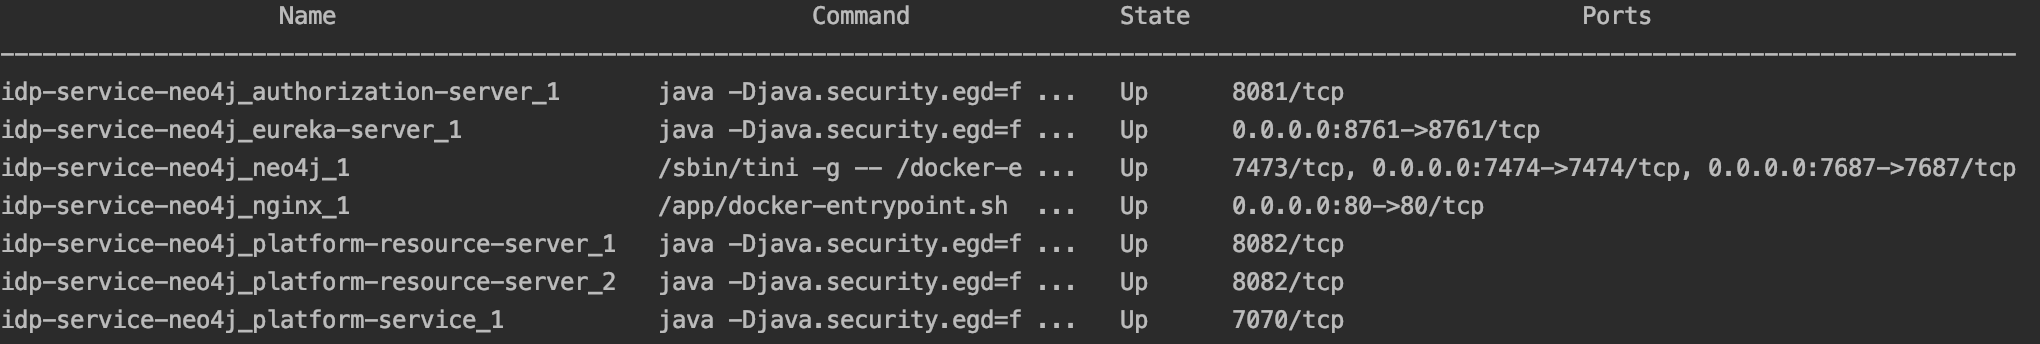 Name Command State Ports
------------------------------------------------------------------------------------------------------------------------------------------------
idp-service-neo4j_authorization-server_1 java -Djava.security.egd=f ... Up 8081/tcp
idp-service-neo4j_eureka-server_1 java -Djava.security.egd=f ... Up 0.0.0.0:8761->8761/tcp
idp-service-neo4j_neo4j_1 /sbin/tini -g -- /docker-e ... Up 7473/tcp, 0.0.0.0:7474->7474/tcp, 0.0.0.0:7687->7687/tcp
idp-service-neo4j_nginx_1 /app/docker-entrypoint.sh ... Up 0.0.0.0:80->80/tcp
idp-service-neo4j_platform-resource-server_1 java -Djava.security.egd=f ... Up 8082/tcp
idp-service-neo4j_platform-resource-server_2 java -Djava.security.egd=f ... Up 8082/tcp
idp-service-neo4j_platform-service_1 java -Djava.security.egd=f ... Up 7070/tcp